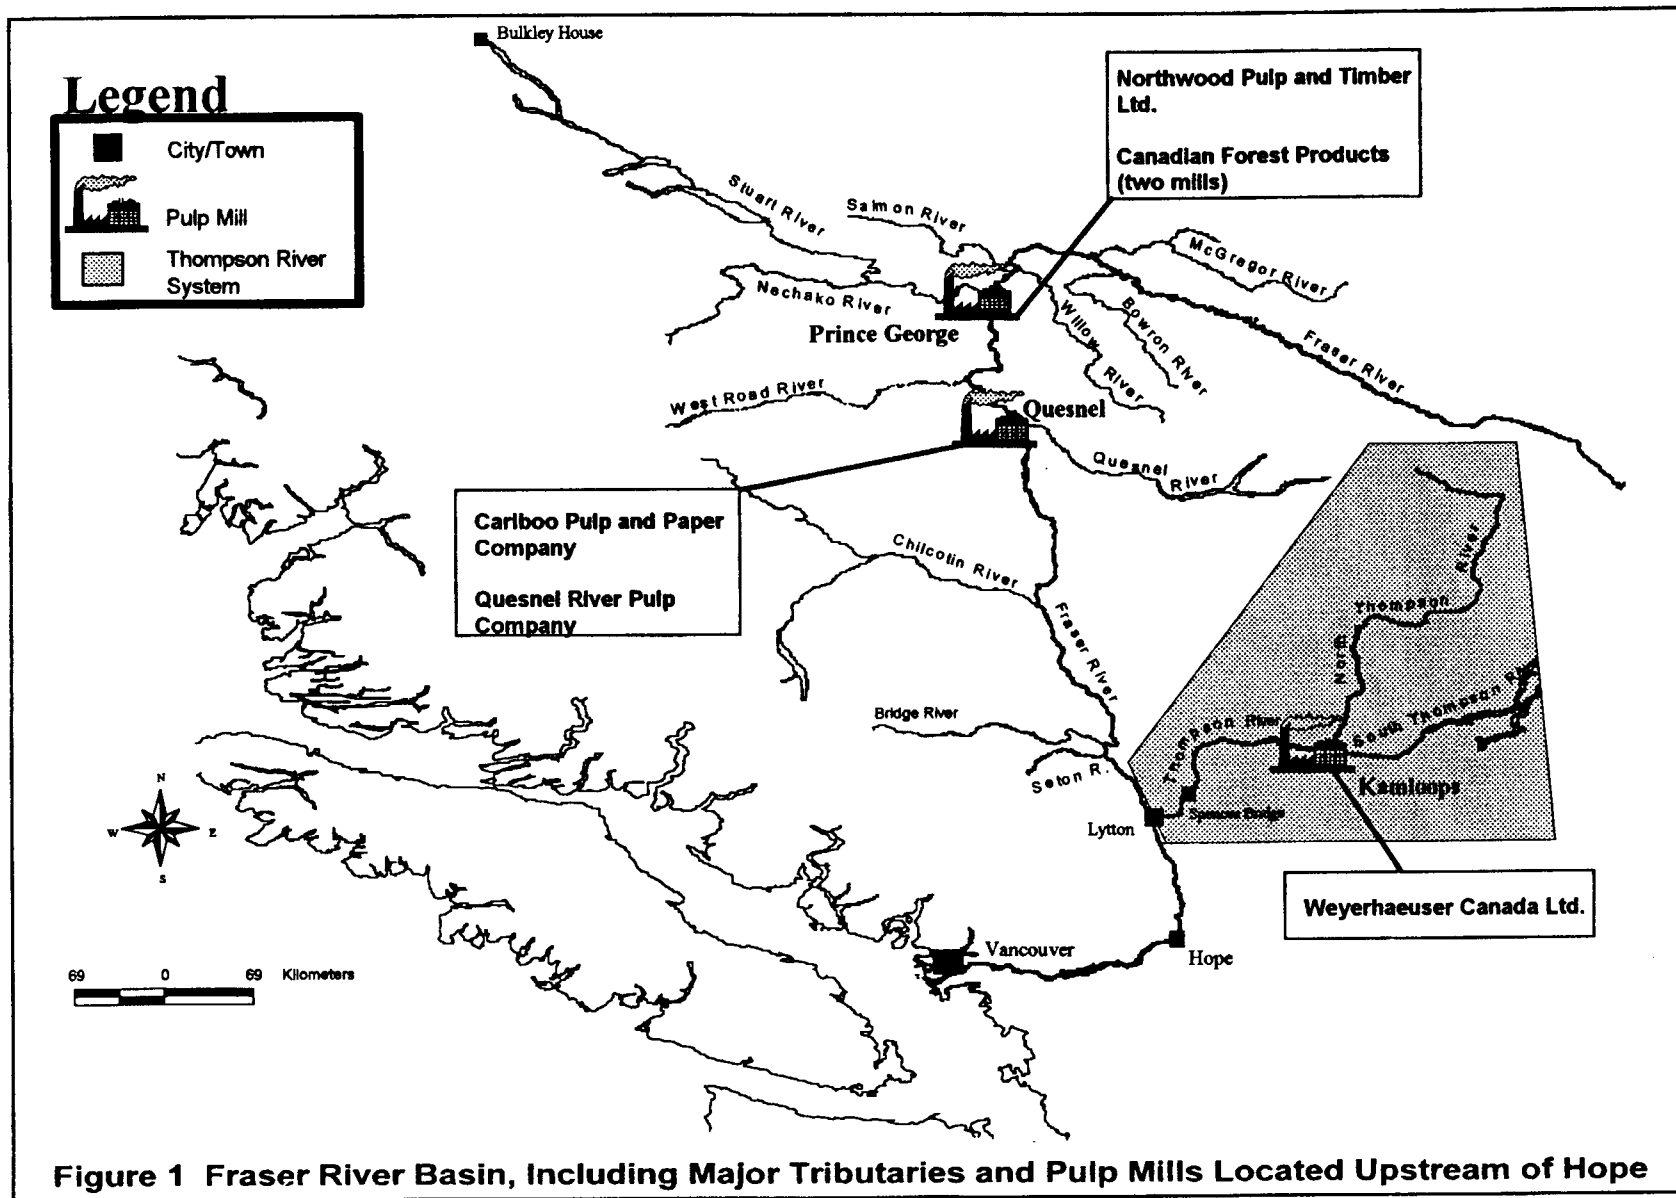 Bulkley House
Legend
City/Town
Pulp Mill
Thompson River
System
Northwood Pulp and Timber
Ltd.
Canadian Forest Products
(two mills)
Stuart River
Salmon River
McGregor River
Nechako River
Prince George
Willow River
Bowron River
Fraser River
West Road River
Quesnel
Quesnel River
Cariboo Pulp and Paper
Company
Quesnel River Pulp
Company
Chilcotin River
Fraser River
North Thompson River
Bridge River
Thompson River
South Thompson R.
Seton R.
Kamloops
Spences Bridge
Lytton
N
W
E
S
Weyerhaeuser Canada Ltd.
Vancouver
Hope
69 0 69 Kilometers
Figure 1 Fraser River Basin, Including Major Tributaries and Pulp Mills Located Upstream of Hope